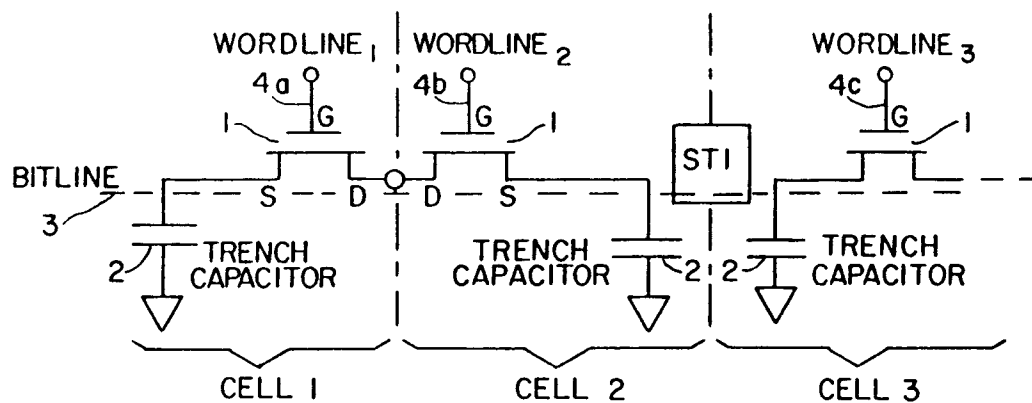 WORDLINE1 WORDLINE2 WORDLINE3
4a 4b 4c
G G G
1 1 1
STI
BITLINE
S D D S
3
2 TRENCH CAPACITOR
TRENCH CAPACITOR 2
2 TRENCH CAPACITOR
CELL 1 CELL 2 CELL 3